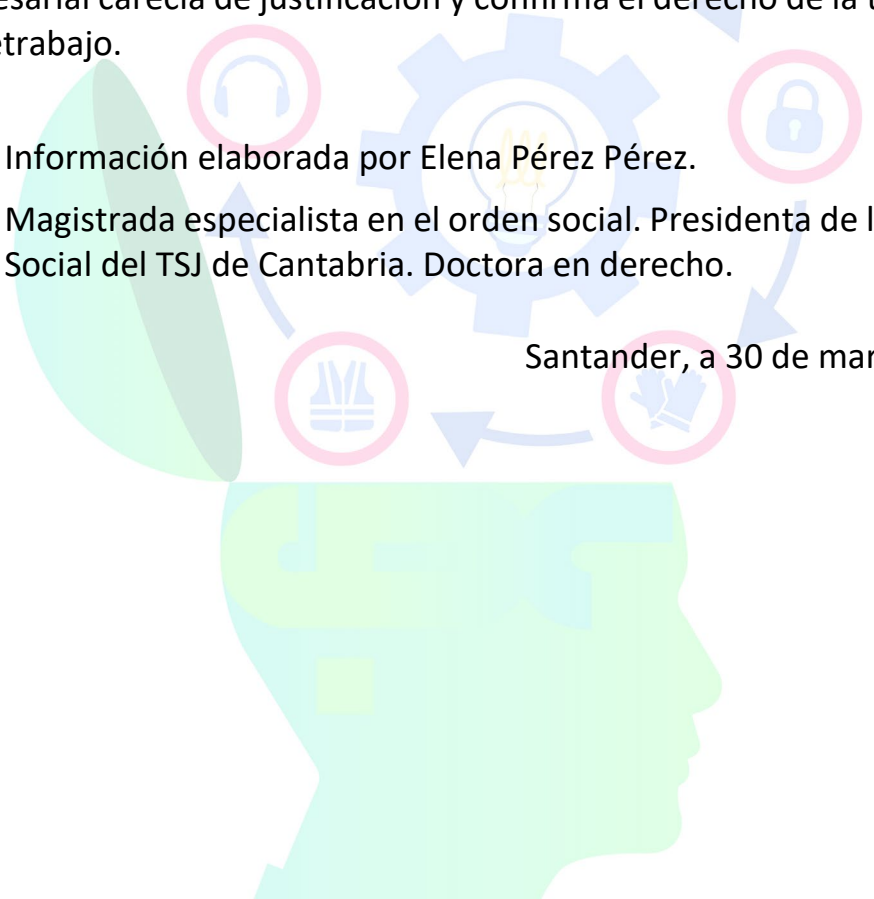 esarial carecía de justificación y confirma el derecho de la
etrabajo.
Información elaborada por Elena Pérez Pérez.
Magistrada especialista en el orden social. Presidenta de
Social del TSJ de Cantabria. Doctora en derecho.
Santander, a 30 de mar